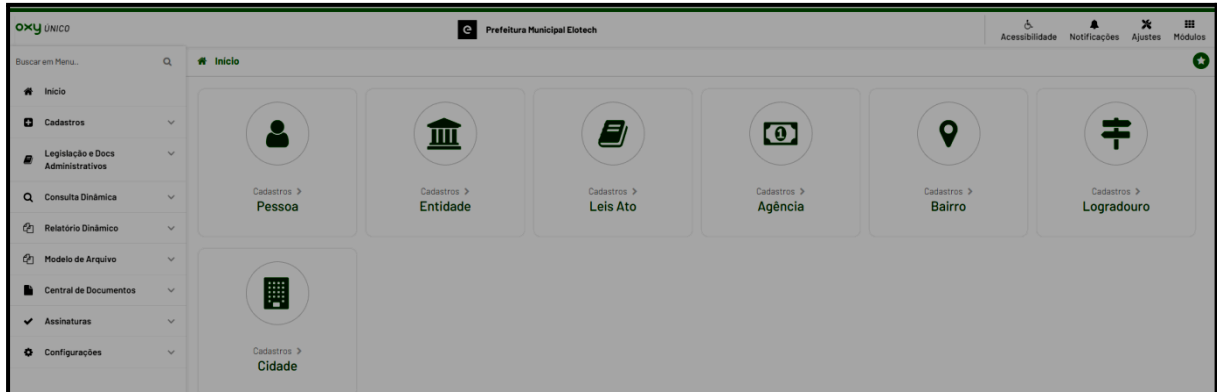 oxy ÚNICO
Prefeitura Municipal Elotech
Acessibilidade
Notificações
Ajustes
Módulos
Buscar em Menu..
Início
Início
Cadastros
Legislação e Docs
Administrativos
Consulta Dinâmica
Relatório Dinâmico
Modelo de Arquivo
Central de Documentos
Assinaturas
Configurações
Cadastros >
Pessoa
Cadastros >
Entidade
Cadastros >
Leis Ato
Cadastros >
Agência
Cadastros >
Bairro
Cadastros >
Logradouro
Cadastros >
Cidade